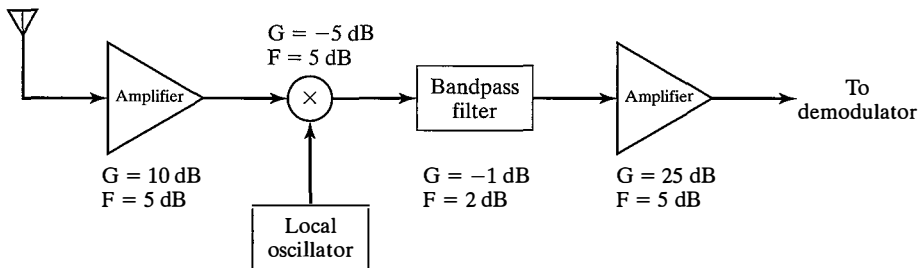 G = −5 dB
F = 5 dB
Amplifier
×
Bandpass
filter
Amplifier
To
demodulator
G = 10 dB
F = 5 dB
G = −1 dB
F = 2 dB
G = 25 dB
F = 5 dB
Local
oscillator